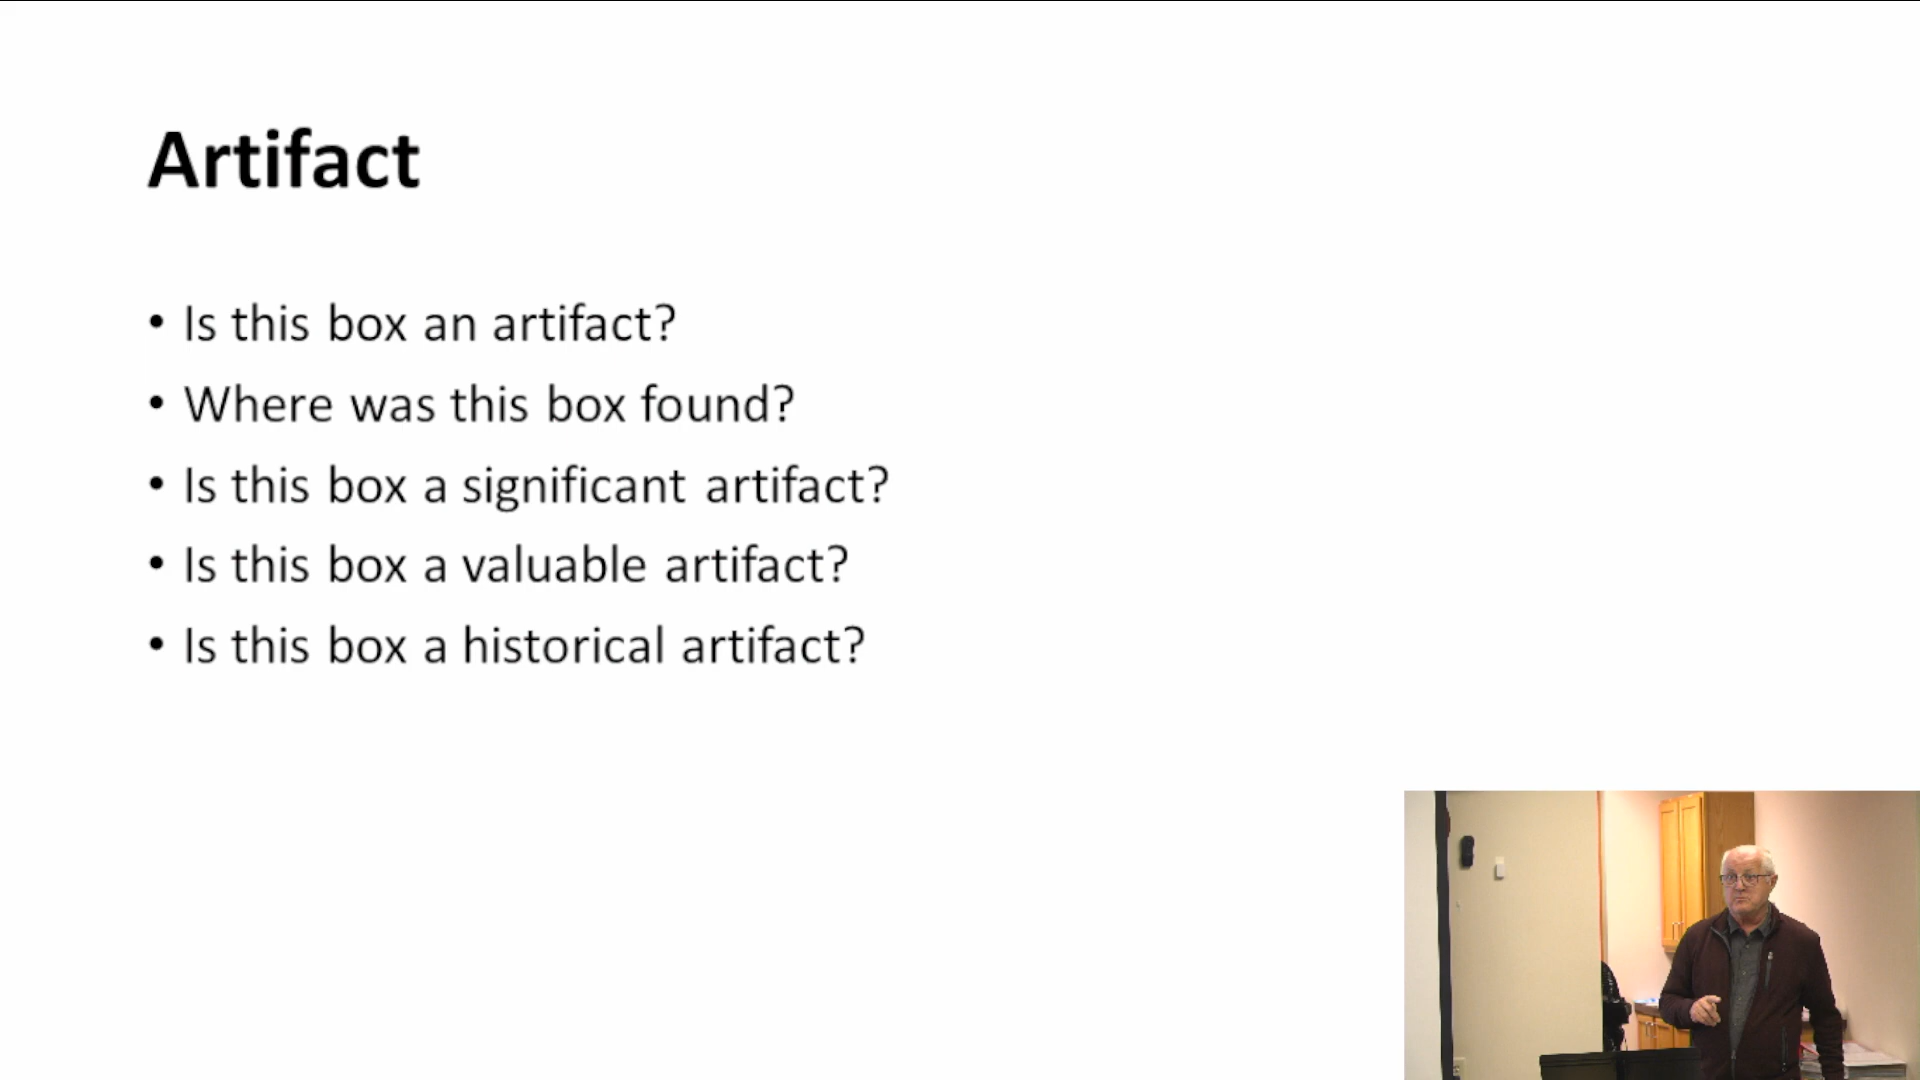 Artifact
• Is this box an artifact?
• Where was this box found?
• Is this box a significant artifact?
• Is this box a valuable artifact?
• Is this box a historical artifact?